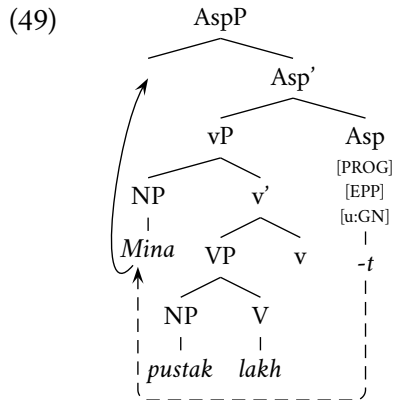 (49) AspP
Asp'
vP Asp
[PROG]
[EPP]
[u:GN]
NP v'
Mina VP v -t
NP V
pustak lakh